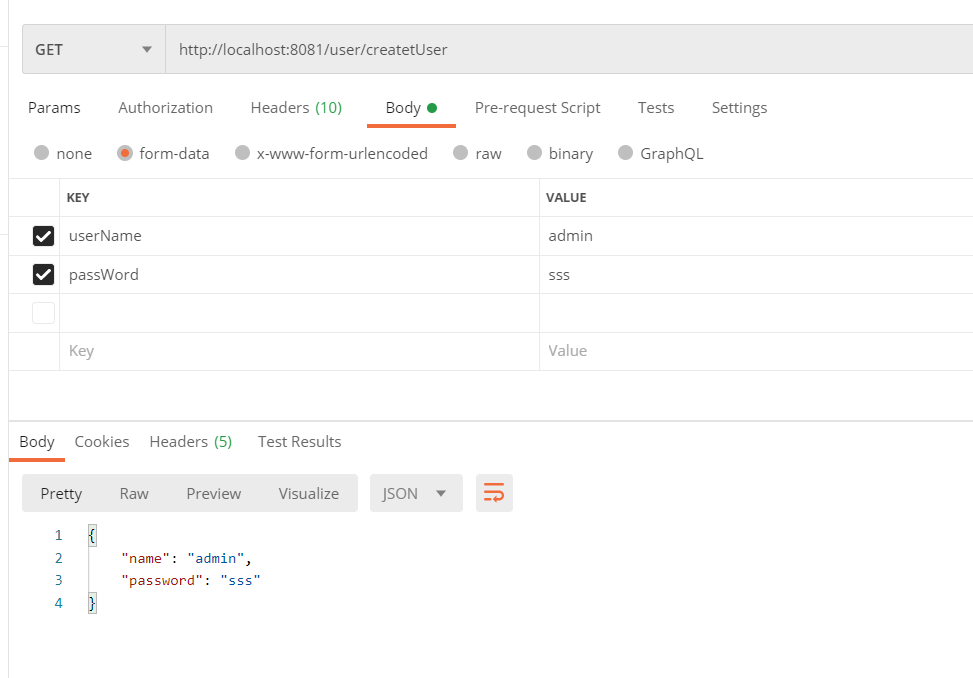 GET http://localhost:8081/user/createtUser
Params Authorization Headers (10) Body Pre-request Script Tests Settings
none form-data x-www-form-urlencoded raw binary GraphQL
KEY VALUE
userName admin
passWord sss
Key Value
Body Cookies Headers (5) Test Results
Pretty Raw Preview Visualize JSON
1 {
2 "name": "admin",
3 "password": "sss"
4 }